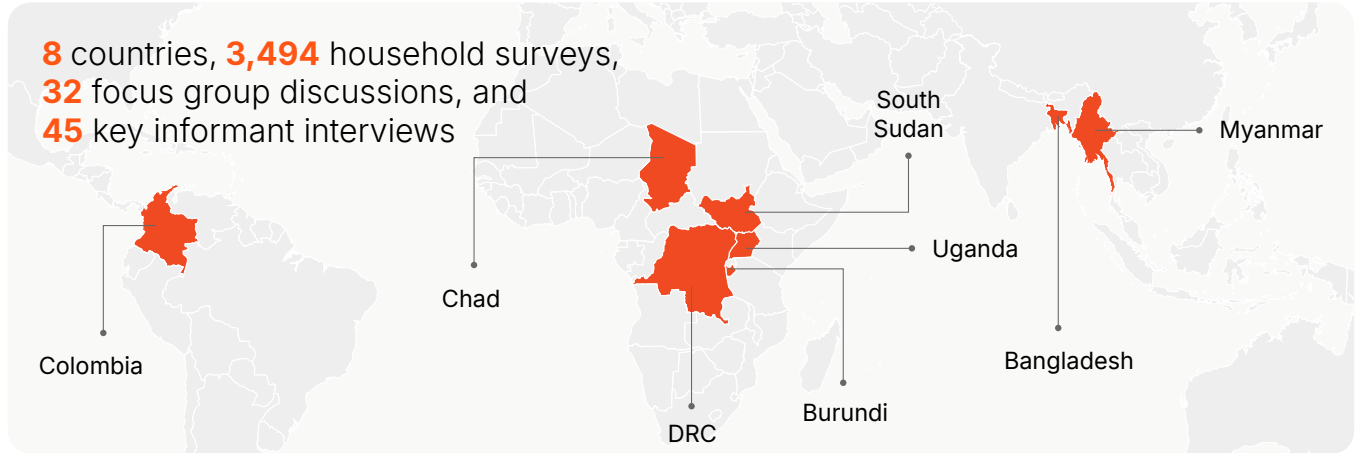 8 countries, 3,494 household surveys,
32 focus group discussions, and
45 key informant interviews
South
Sudan
Myanmar
Uganda
Chad
Colombia
Bangladesh
Burundi
DRC